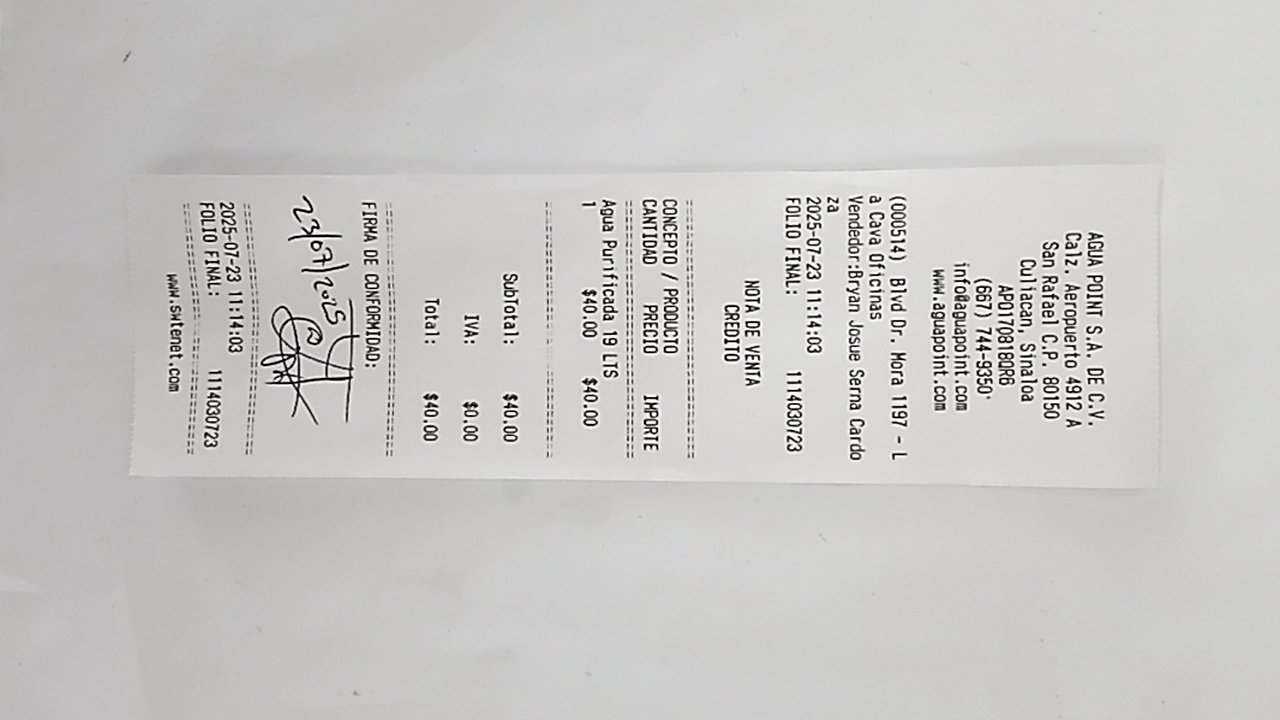 AGUA POINT S.A. DE C.V.
Calz. Aeropuerto 4912 A
San Rafael C.P. 80150
Culiacan, Sinaloa
APO170818QR6
(667) 744-9350
info@aguapoint.com
www.aguapoint.com
(000514) Blvd Dr. Mora 1197 - L
a Cava Oficinas
Vendedor:Bryan Josue Serna Cardo
za
2025-07-23 11:14:03
FOLIO FINAL: 1114030723
NOTA DE VENTA
CREDITO
================================
CONCEPTO / PRODUCTO
CANTIDAD PRECIO IMPORTE
================================
Agua Purificada 19 LTS
1 $40.00 $40.00
================================
SubTotal: $40.00
IVA: $0.00
Total: $40.00
================================
FIRMA DE CONFORMIDAD:
23/07/2025
================================
2025-07-23 11:14:03
FOLIO FINAL: 1114030723
================================
www.swtenet.com